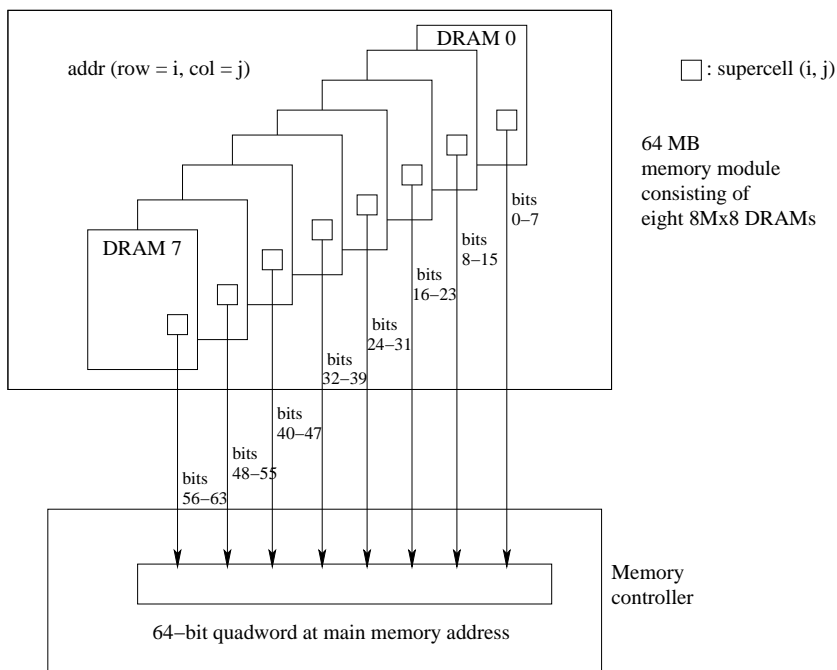 DRAM 0
addr (row = i, col = j)
: supercell (i, j)
64 MB
memory module
consisting of
eight 8Mx8 DRAMs
bits
0–7
bits
8–15
bits
16–23
bits
24–31
bits
32–39
bits
40–47
bits
48–55
bits
56–63
DRAM 7
Memory
controller
64–bit quadword at main memory address